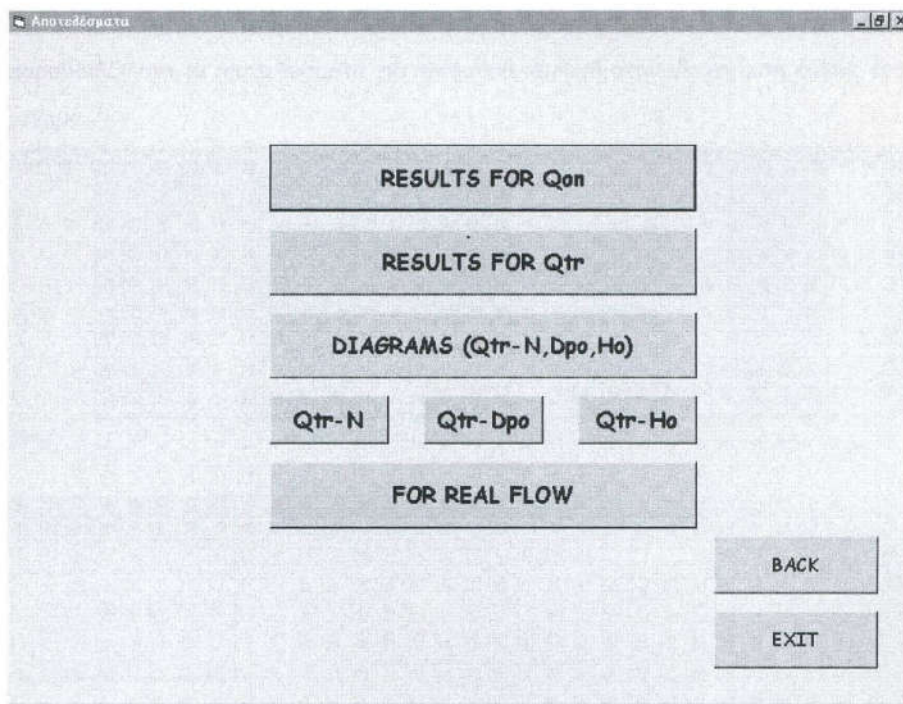 Αποτελέσματα
RESULTS FOR Qon
RESULTS FOR Qtr
DIAGRAMS (Qtr-N,Dpo,Ho)
Qtr-N Qtr-Dpo Qtr-Ho
FOR REAL FLOW
BACK
EXIT